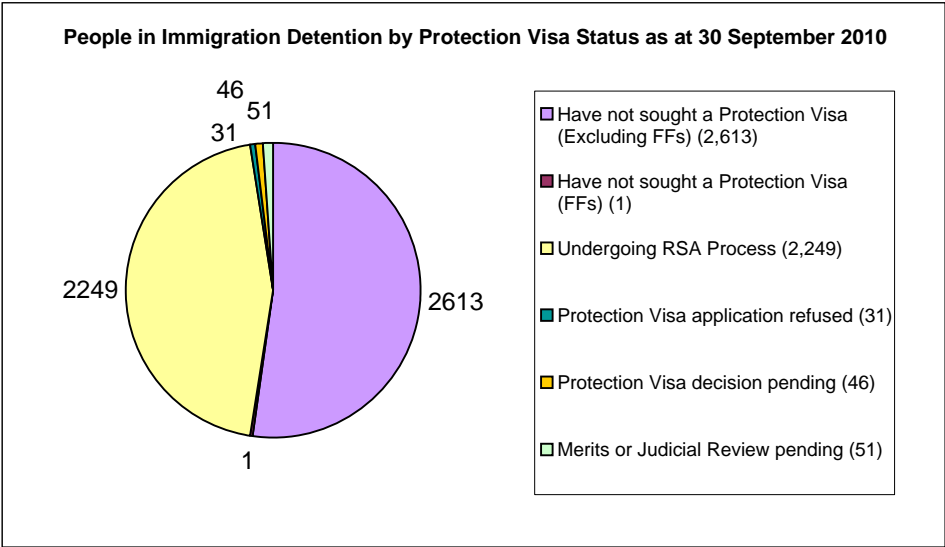 People in Immigration Detention by Protection Visa Status as at 30 September 2010
46
51
31
2249
2613
1
Have not sought a Protection Visa
(Excluding FFs) (2,613)
Have not sought a Protection Visa
(FFs) (1)
Undergoing RSA Process (2,249)
Protection Visa application refused (31)
Protection Visa decision pending (46)
Merits or Judicial Review pending (51)